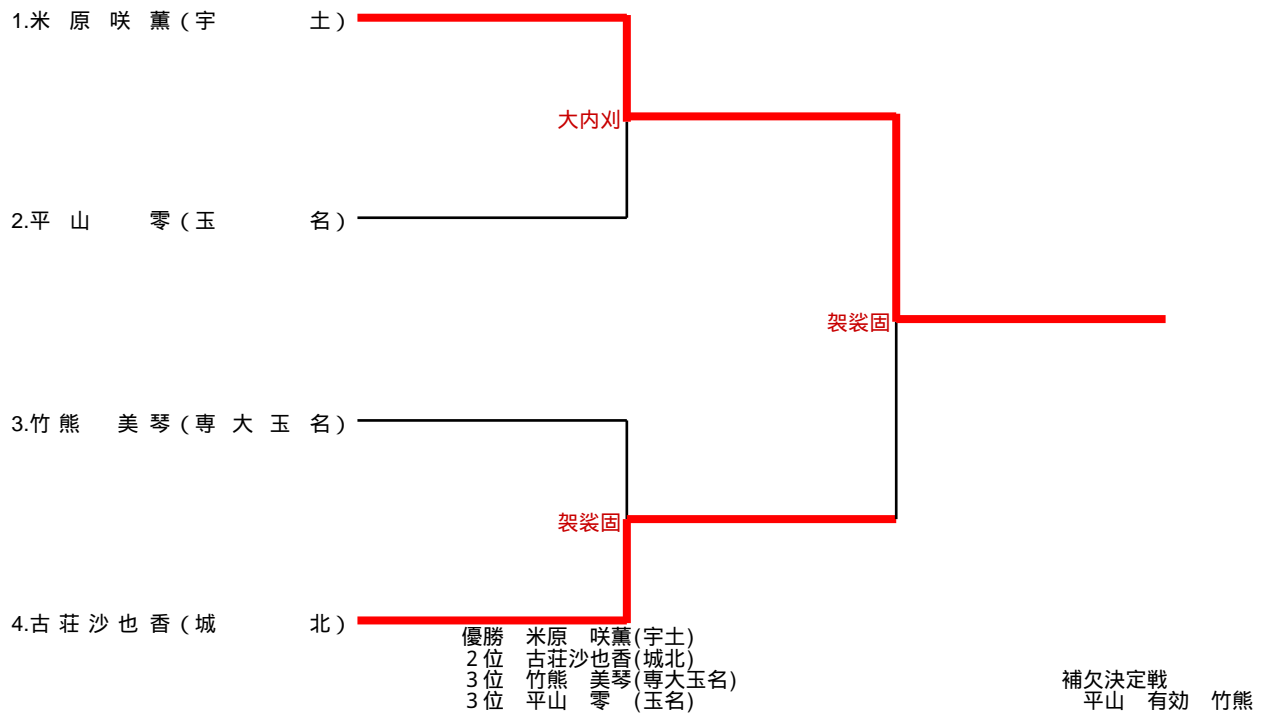 1.米原咲薫(宇土)
大内刈
2.平山 零(玉名)
袈裟固
3.竹熊 美琴(専大玉名)
袈裟固
4.古荘沙也香(城北)
優勝 米原 咲薫(宇土)
2位 古荘沙也香(城北)
3位 竹熊 美琴(専大玉名)
3位 平山 零 (玉名)
補欠決定戦
平山 有効 竹熊